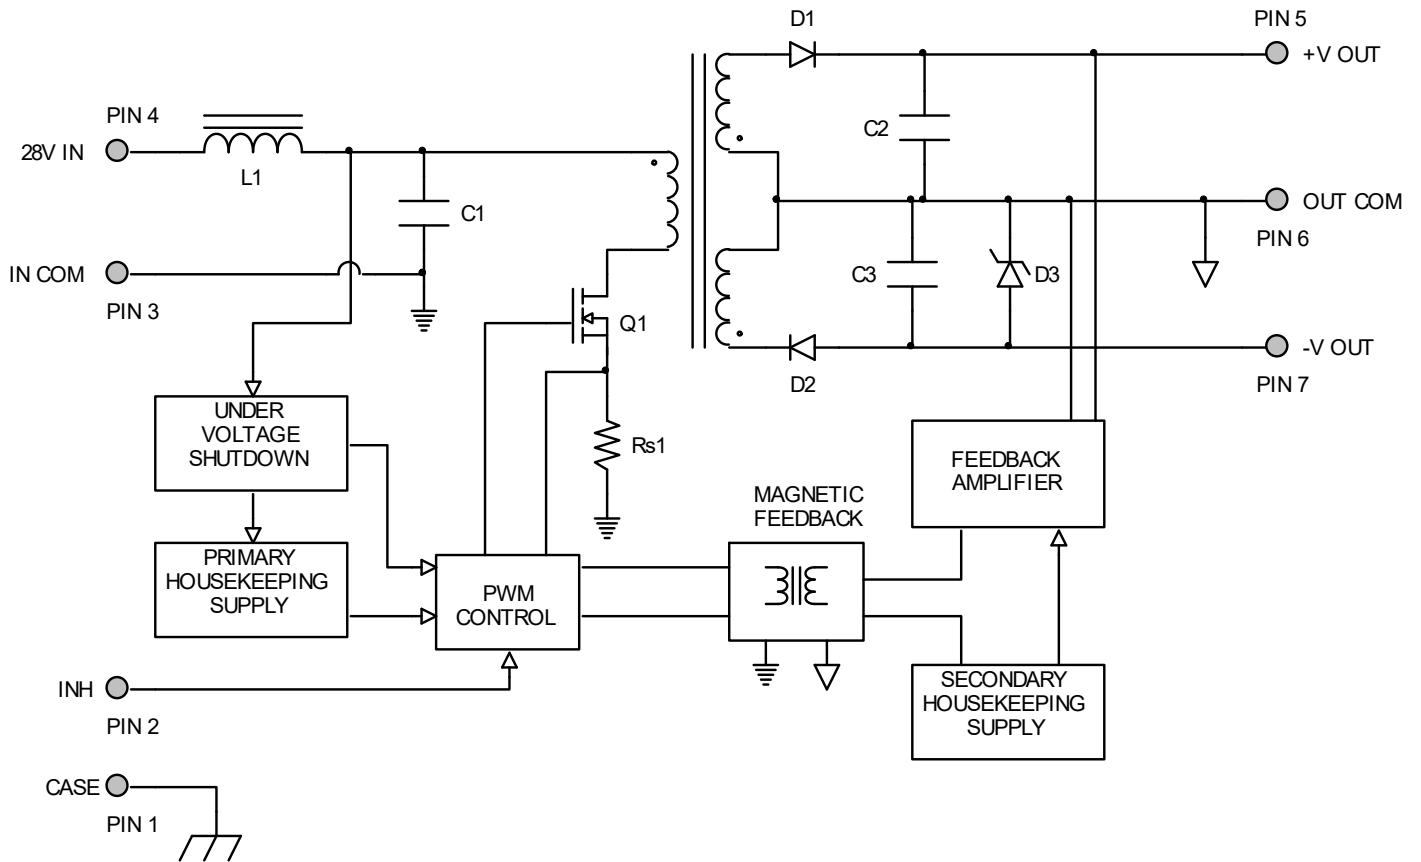 D1
PIN 5
+V OUT
PIN 4
28V IN
L1
C1
C2
OUT COM
PIN 6
IN COM
PIN 3
C3
D3
Q1
-V OUT
D2
PIN 7
UNDER
VOLTAGE
SHUTDOWN
Rs1
FEEDBACK
AMPLIFIER
MAGNETIC
FEEDBACK
PRIMARY
HOUSEKEEPING
SUPPLY
PWM
CONTROL
INH
PIN 2
SECONDARY
HOUSEKEEPING
SUPPLY
CASE
PIN 1